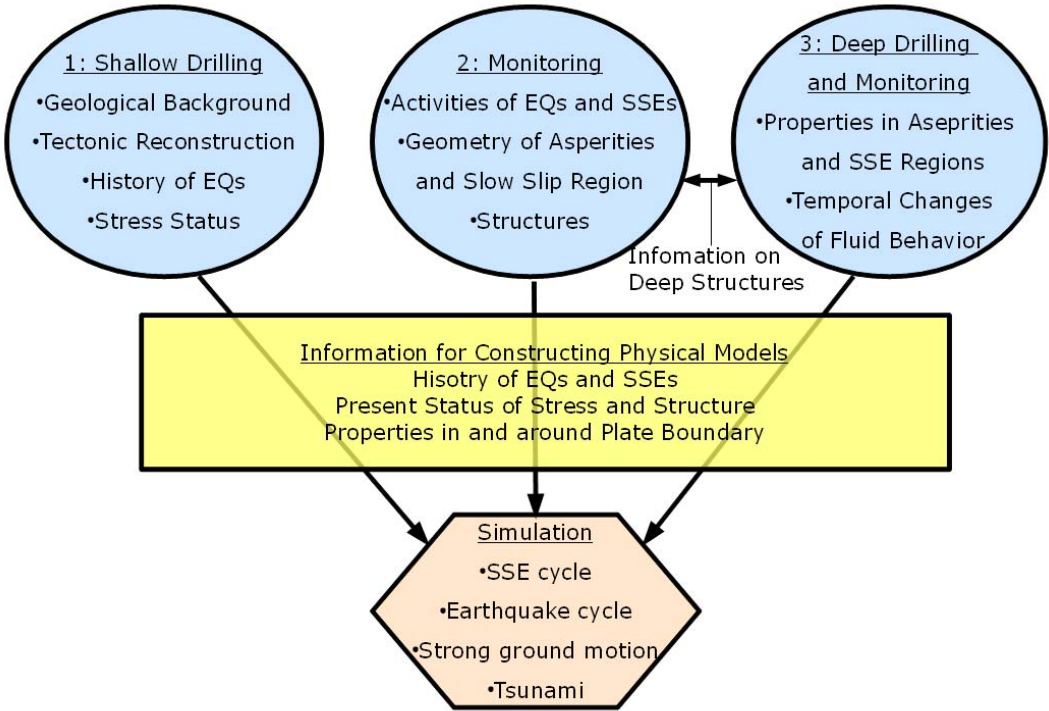 1: Shallow Drilling
•Geological Background
•Tectonic Reconstruction
•History of EQs
•Stress Status
2: Monitoring
•Activities of EQs and SSEs
•Geometry of Asperities
and Slow Slip Region
•Structures
3: Deep Drilling
and Monitoring
•Properties in Aseprities
and SSE Regions
•Temporal Changes
of Fluid Behavior
Infomation on
Deep Structures
Information for Constructing Physical Models
Hisotry of EQs and SSEs
Present Status of Stress and Structure
Properties in and around Plate Boundary
Simulation
•SSE cycle
•Earthquake cycle
•Strong ground motion
•Tsunami